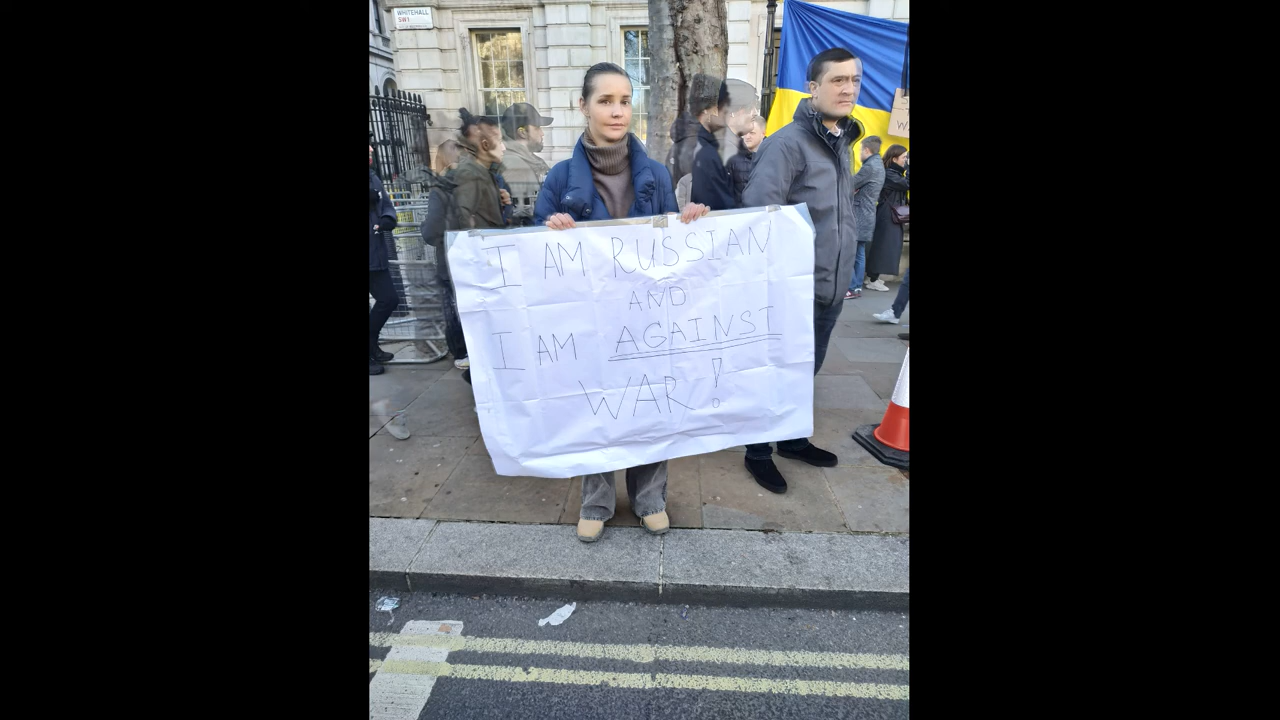 WHITEHALL
SW1
I AM RUSSIAN
AND
I AM AGAINST
WAR!